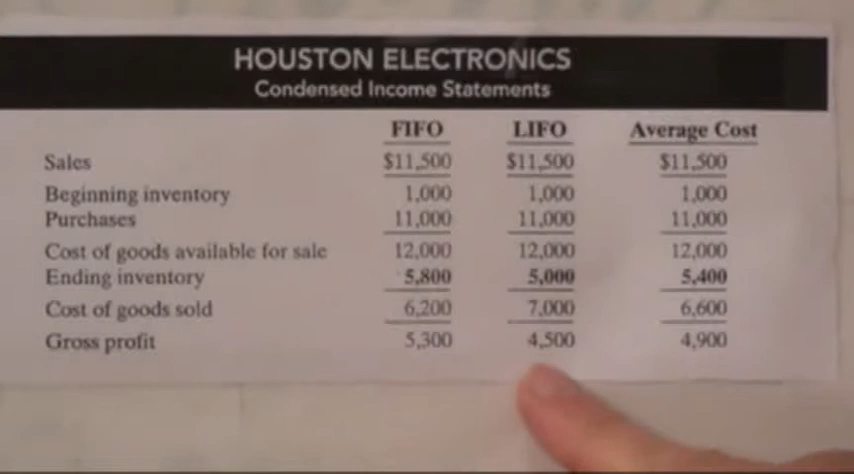 HOUSTON ELECTRONICS
Condensed Income Statements
FIFO LIFO Average Cost
Sales $11,500 $11,500 $11,500
Beginning inventory 1,000 1,000 1,000
Purchases 11,000 11,000 11,000
Cost of goods available for sale 12,000 12,000 12,000
Ending inventory 5,800 5,000 5,400
Cost of goods sold 6,200 7,000 6,600
Gross profit 5,300 4,500 4,900